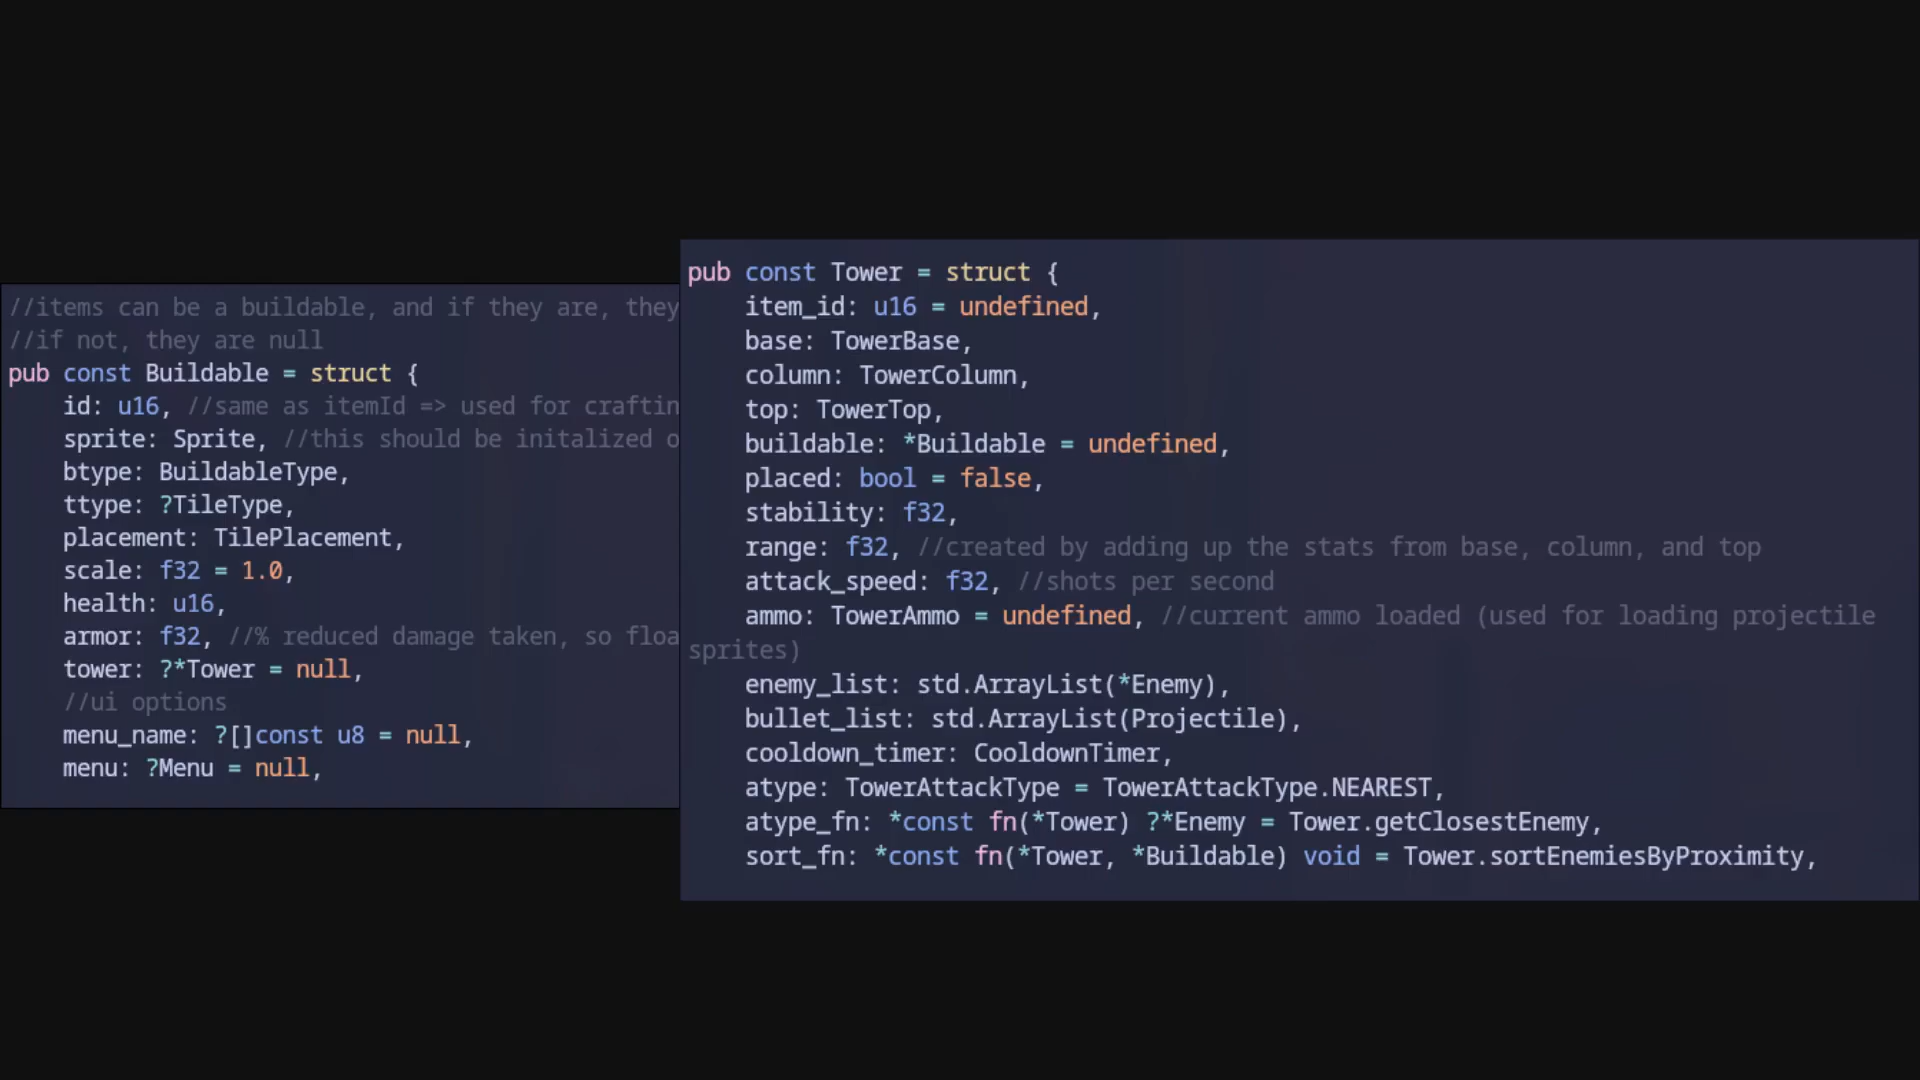 //items can be a buildable, and if they are, they
//if not, they are null
pub const Buildable = struct {
    id: u16, //same as itemId => used for craftin
    sprite: Sprite, //this should be initalized o
    btype: BuildableType,
    ttype: ?TileType,
    placement: TilePlacement,
    scale: f32 = 1.0,
    health: u16,
    armor: f32, //% reduced damage taken, so floa
    tower: ?*Tower = null,
    //ui options
    menu_name: ?[]const u8 = null,
    menu: ?Menu = null,
pub const Tower = struct {
    item_id: u16 = undefined,
    base: TowerBase,
    column: TowerColumn,
    top: TowerTop,
    buildable: *Buildable = undefined,
    placed: bool = false,
    stability: f32,
    range: f32, //created by adding up the stats from base, column, and top
    attack_speed: f32, //shots per second
    ammo: TowerAmmo = undefined, //current ammo loaded (used for loading projectile
sprites)
    enemy_list: std.ArrayList(*Enemy),
    bullet_list: std.ArrayList(Projectile),
    cooldown_timer: CooldownTimer,
    atype: TowerAttackType = TowerAttackType.NEAREST,
    atype_fn: *const fn(*Tower) ?*Enemy = Tower.getClosestEnemy,
    sort_fn: *const fn(*Tower, *Buildable) void = Tower.sortEnemiesByProximity,